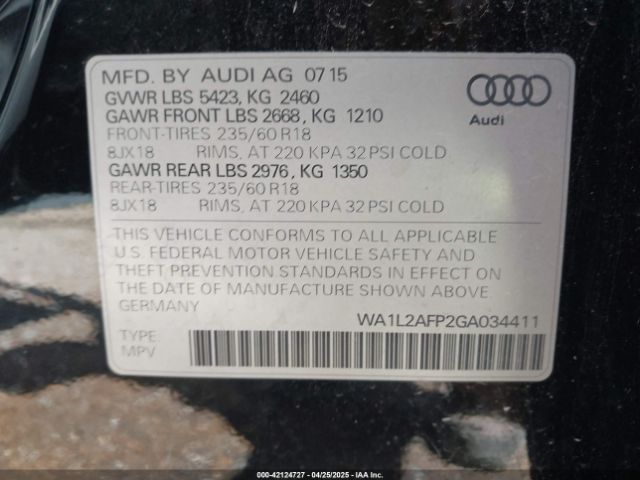 MFD. BY AUDI AG 07 15
GVWR LBS 5423, KG 2460
GAWR FRONT LBS 2668, KG 1210
FRONT-TIRES 235/60 R18
8JX18 RIMS, AT 220 KPA 32 PSI COLD
GAWR REAR LBS 2976, KG 1350
REAR-TIRES 235/60 R18
8JX18 RIMS, AT 220 KPA 32 PSI COLD
Audi
THIS VEHICLE CONFORMS TO ALL APPLICABLE
U.S. FEDERAL MOTOR VEHICLE SAFETY AND
THEFT PREVENTION STANDARDS IN EFFECT ON
THE DATE OF MANUFACTURE SHOWN ABOVE.
GERMANY
WA1L2AFP2GA034411
TYPE:
MPV
000-42124727 - 04/25/2025 - IAA Inc.